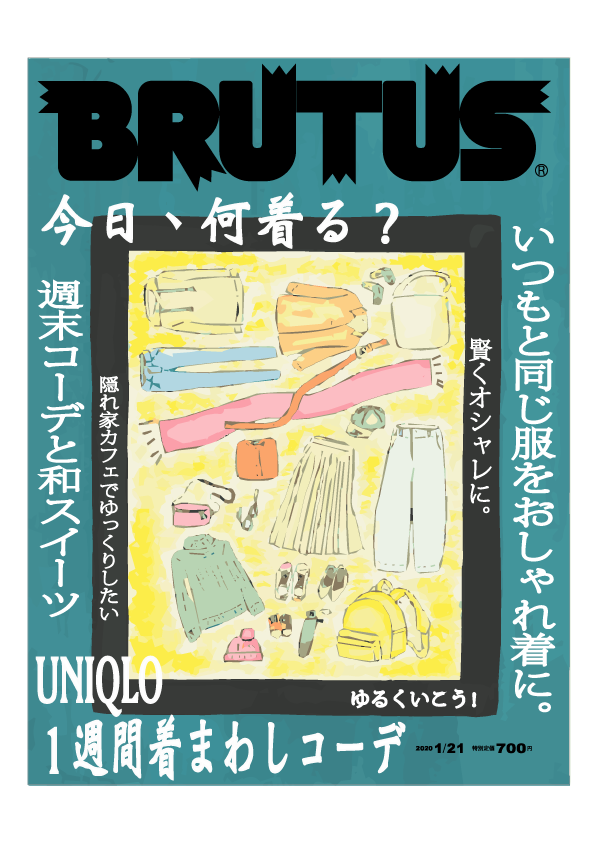 BRUTUS®
今日、何着る？
いつもと同じ服をおしゃれ着に。
賢くオシャレに。
週末コーデと和スイーツ
隠れ家カフェでゆっくりしたい
UNIQLO
ゆるくいこう!
1週間着まわしコーデ
2020 1/21 特別定価700円